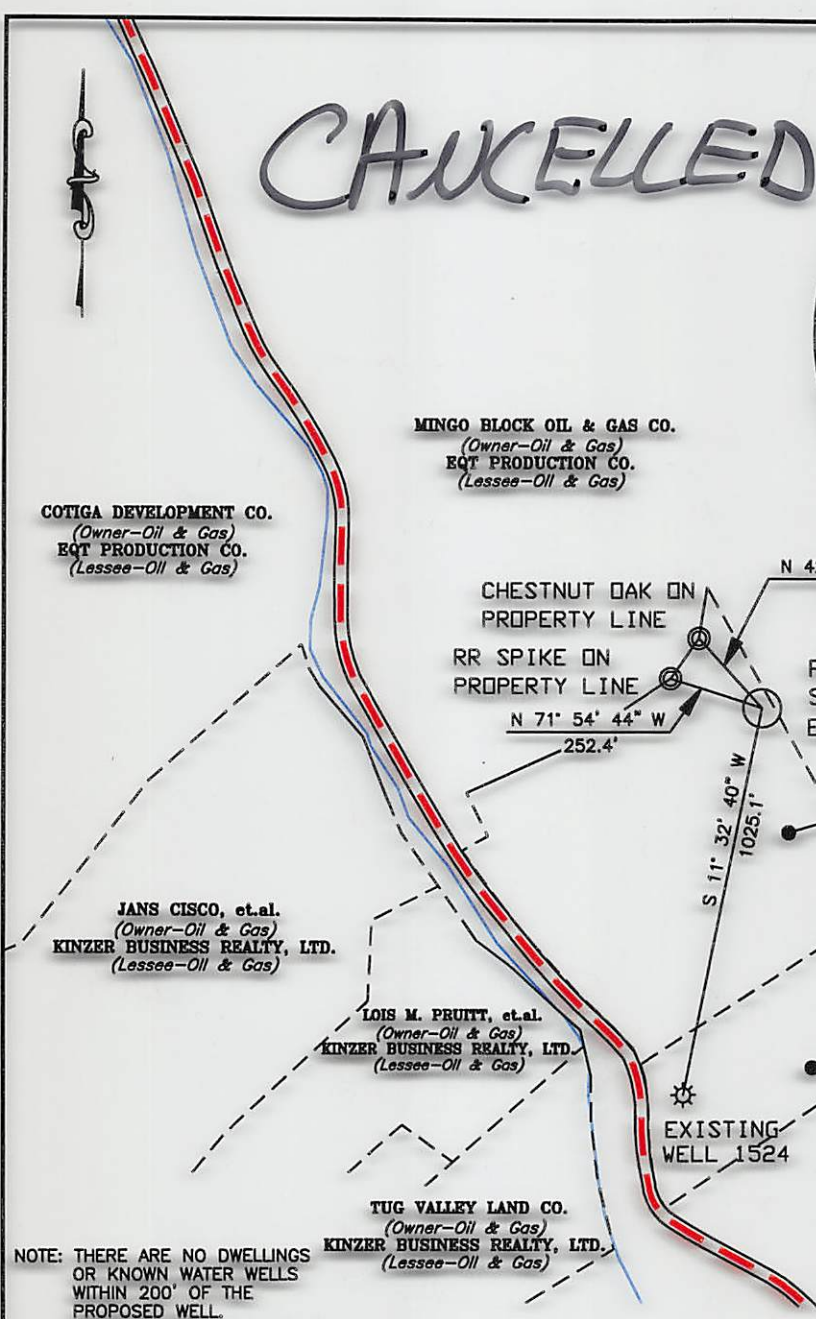 CANCELLED
MINGO BLOCK OIL & GAS CO.
(Owner-Oil & Gas)
EQT PRODUCTION CO.
(Lessee-Oil & Gas)
COTIGA DEVELOPMENT CO.
(Owner-Oil & Gas)
EQT PRODUCTION CO.
(Lessee-Oil & Gas)
CHESTNUT OAK ON
PROPERTY LINE
RR SPIKE ON
PROPERTY LINE
N 71° 54' 44" W
252.4'
S 11° 32' 40" W
1025.1'
JANS CISCO, et.al.
(Owner-Oil & Gas)
KINZER BUSINESS REALTY, LTD.
(Lessee-Oil & Gas)
LOIS M. PRUITT, et.al.
(Owner-Oil & Gas)
KINZER BUSINESS REALTY, LTD.
(Lessee-Oil & Gas)
EXISTING
WELL 1524
TUG VALLEY LAND CO.
(Owner-Oil & Gas)
KINZER BUSINESS REALTY, LTD.
(Lessee-Oil & Gas)
NOTE: THERE ARE NO DWELLINGS
OR KNOWN WATER WELLS
WITHIN 200' OF THE
PROPOSED WELL.